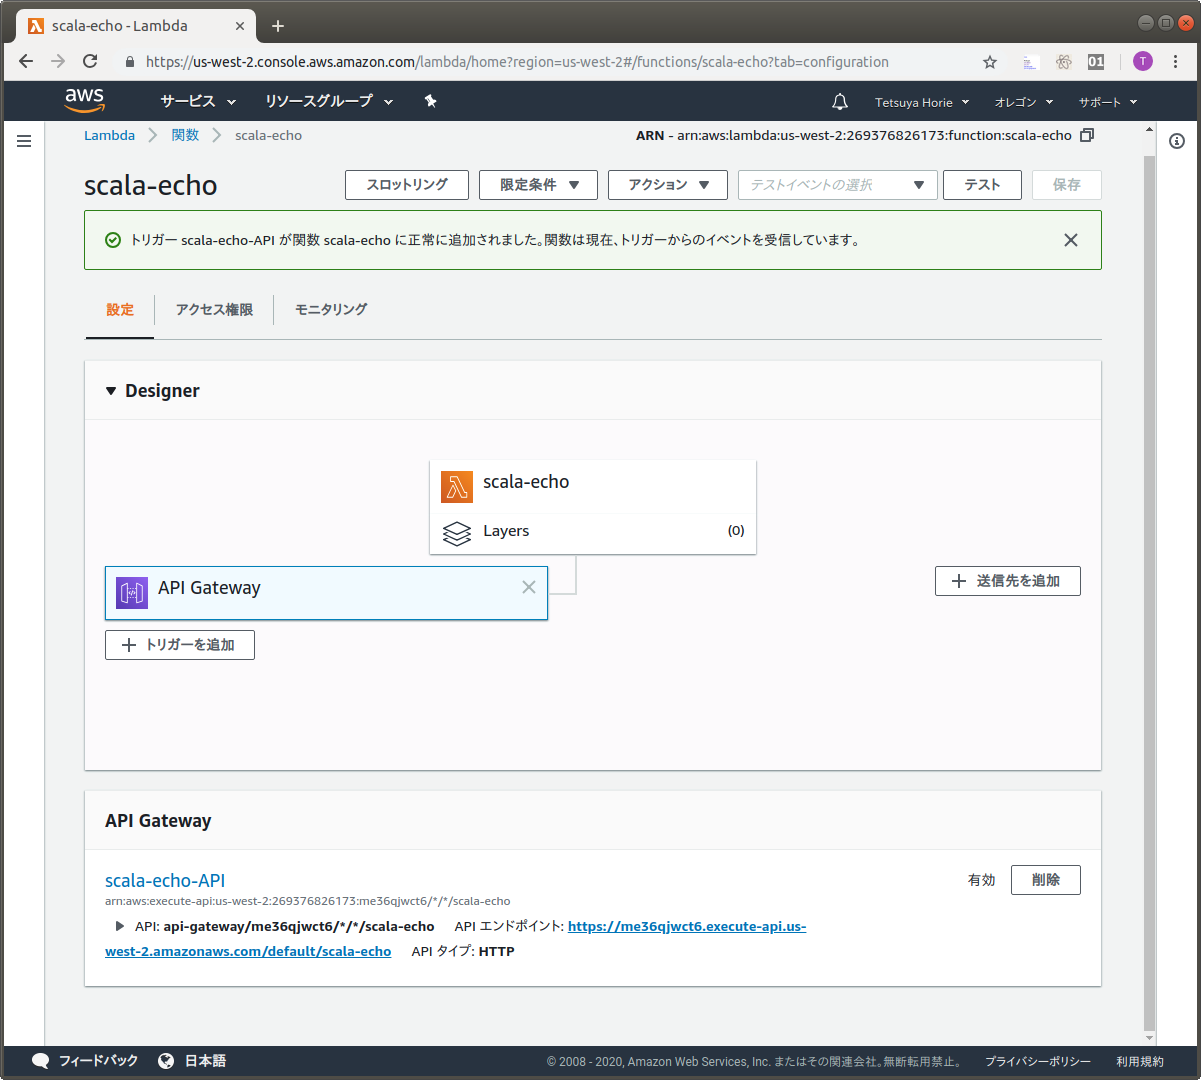 scala-echo - Lambda
https://us-west-2.console.aws.amazon.com/lambda/home?region=us-west-2#/functions/scala-echo?tab=configuration
01
T
aws
サービス
リソースグループ
Tetsuya Horie
オレゴン
サポート
Lambda
関数
scala-echo
ARN - arn:aws:lambda:us-west-2:269376826173:function:scala-echo
scala-echo
スロットリング
限定条件
アクション
テストイベントの選択
テスト
保存
トリガー scala-echo-API が関数 scala-echo に正常に追加されました。関数は現在、トリガーからのイベントを受信しています。
設定
アクセス権限
モニタリング
Designer
scala-echo
Layers
(0)
API Gateway
送信先を追加
トリガーを追加
API Gateway
scala-echo-API
有効
削除
arn:aws:execute-api:us-west-2:269376826173:me36qjwct6/*/*/scala-echo
API: api-gateway/me36qjwct6/*/*/scala-echo API エンドポイント: https://me36qjwct6.execute-api.us-
west-2.amazonaws.com/default/scala-echo API タイプ: HTTP
フィードバック
日本語
© 2008 - 2020, Amazon Web Services, Inc. またはその関連会社。無断転用禁止。
プライバシーポリシー
利用規約